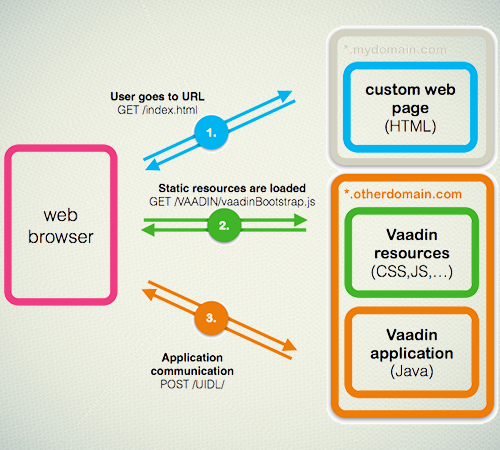 *.mydomain.com
User goes to URL
GET /index.html
custom web
page
(HTML)
1.
Static resources are loaded
GET /VAADIN/vaadinBootstrap.js
*.otherdomain.com
web
browser
2.
Vaadin
resources
(CSS,JS,...)
3.
Application
communication
POST /UIDL/
Vaadin
application
(Java)